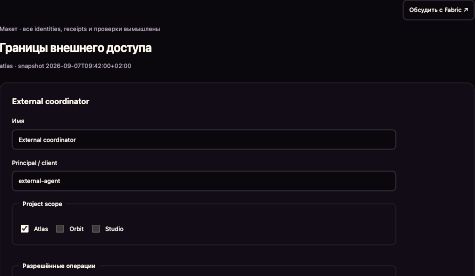 Обсудить с Fabric ↗
Макет · все identities, receipts и проверки вымышлены
Границы внешнего доступа
atlas · snapshot 2026-09-07T09:42:00+02:00
External coordinator
Имя
External coordinator
Principal / client
external-agent
Project scope
Atlas Orbit Studio
Разрешённые операции